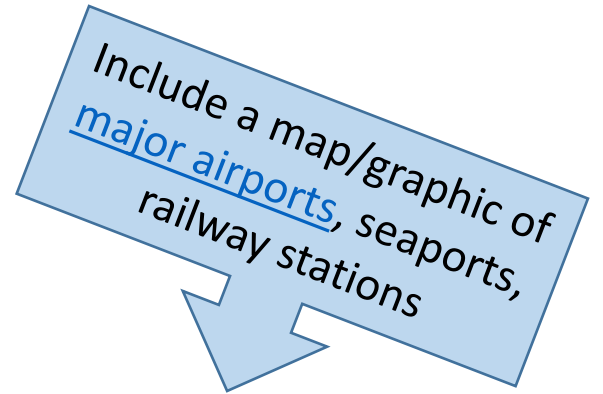 Include a map/graphic of
major airports, seaports,
railway stations